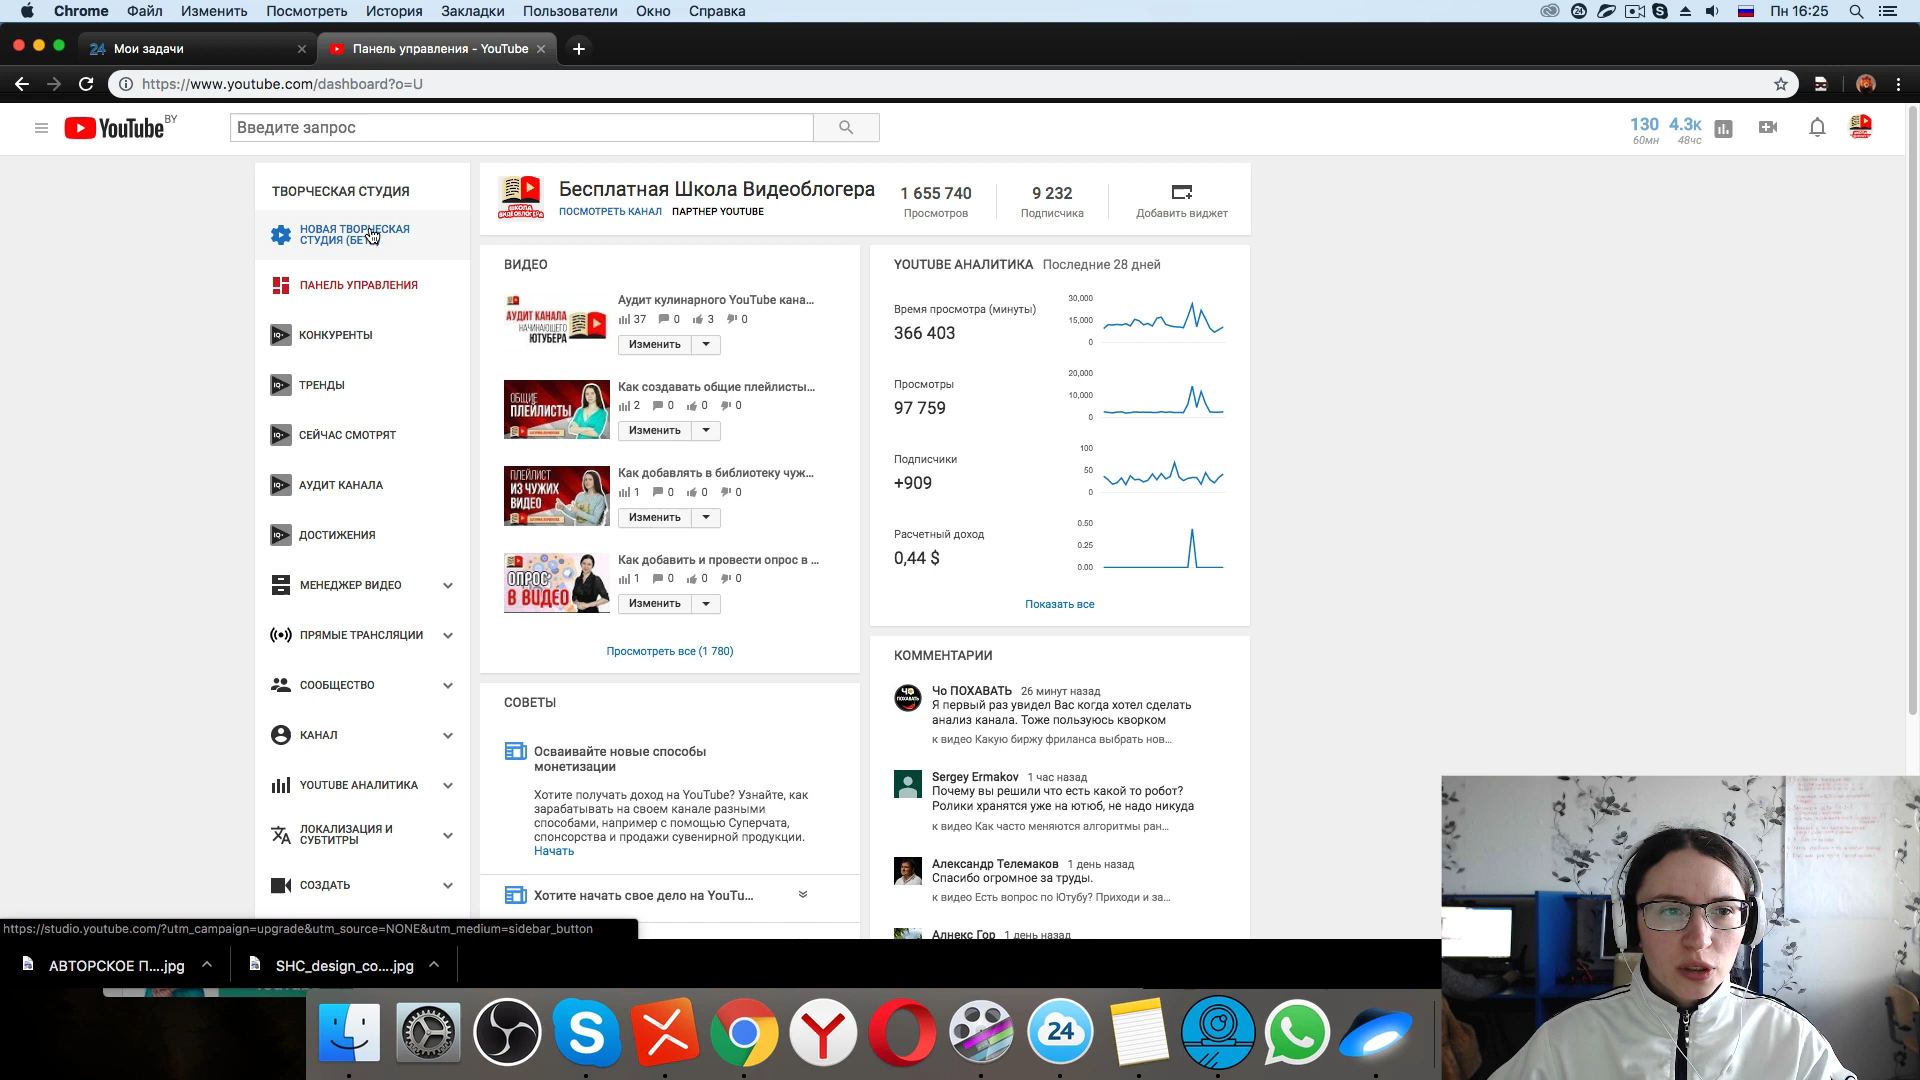 Chrome Файл Изменить Посмотреть История Закладки Пользователи Окно Справка Пн 16:25
24 Мои задачи Панель управления - YouTube
https://www.youtube.com/dashboard?o=U
YouTube BY Введите запрос 130 60мн 4.3к 48чс
ТВОРЧЕСКАЯ СТУДИЯ
НОВАЯ ТВОРЧЕСКАЯ
СТУДИЯ (БЕТ
ПАНЕЛЬ УПРАВЛЕНИЯ
КОНКУРЕНТЫ
ТРЕНДЫ
СЕЙЧАС СМОТРЯТ
АУДИТ КАНАЛА
ДОСТИЖЕНИЯ
МЕНЕДЖЕР ВИДЕО
ПРЯМЫЕ ТРАНСЛЯЦИИ
СООБЩЕСТВО
КАНАЛ
YOUTUBE АНАЛИТИКА
ЛОКАЛИЗАЦИЯ И
СУБТИТРЫ
СОЗДАТЬ
ШКОЛА
ВИДЕОБЛОГЕРА
Бесплатная Школа Видеоблогера
ПОСМОТРЕТЬ КАНАЛ ПАРТНЕР YOUTUBE
1 655 740
Просмотров
9 232
Подписчика
Добавить виджет
ВИДЕО
АУДИТ КАНАЛА
НАЧИНАЮЩЕГО
ЮТУБЕРА
Аудит кулинарного YouTube кана...
37 0 3 0
Изменить
ОБЩИЕ
ПЛЕЙЛИСТЫ
Как создавать общие плейлисты...
2 0 0 0
Изменить
ПЛЕЙЛИСТ
ИЗ ЧУЖИХ
ВИДЕО
Как добавлять в библиотеку чуж...
1 0 0 0
Изменить
ОПРОС
В ВИДЕО
Как добавить и провести опрос в ...
1 0 0 0
Изменить
Просмотреть все (1 780)
СОВЕТЫ
Осваивайте новые способы
монетизации
Хотите получать доход на YouTube? Узнайте, как
зарабатывать на своем канале разными
способами, например с помощью Суперчата,
спонсорства и продажи сувенирной продукции.
Начать
Хотите начать свое дело на YouTu...
YOUTUBE АНАЛИТИКА Последние 28 дней
Время просмотра (минуты)
366 403
30,000
15,000
0
Просмотры
97 759
20,000
10,000
0
Подписчики
+909
100
50
0
Расчетный доход
0,44 $
0.50
0.25
0.00
Показать все
КОММЕНТАРИИ
ЧО
ПОХАВАТЬ
Чо ПОХАВАТЬ 26 минут назад
Я первый раз увидел Вас когда хотел сделать
анализ канала. Тоже пользуюсь кворком
к видео Какую биржу фриланса выбрать нов...
Sergey Ermakov 1 час назад
Почему вы решили что есть какой то робот?
Ролики хранятся уже на ютюб, не надо никуда
к видео Как часто меняются алгоритмы ран...
Александр Телемаков 1 день назад
Спасибо огромное за труды.
к видео Есть вопрос по Ютубу? Приходи и за...
Алнекс Гор 1 день назад
https://studio.youtube.com/?utm_campaign=upgrade&utm_source=NONE&utm_medium=sidebar_button
АВТОРСКОЕ П....jpg SHC_design_co....jpg
24